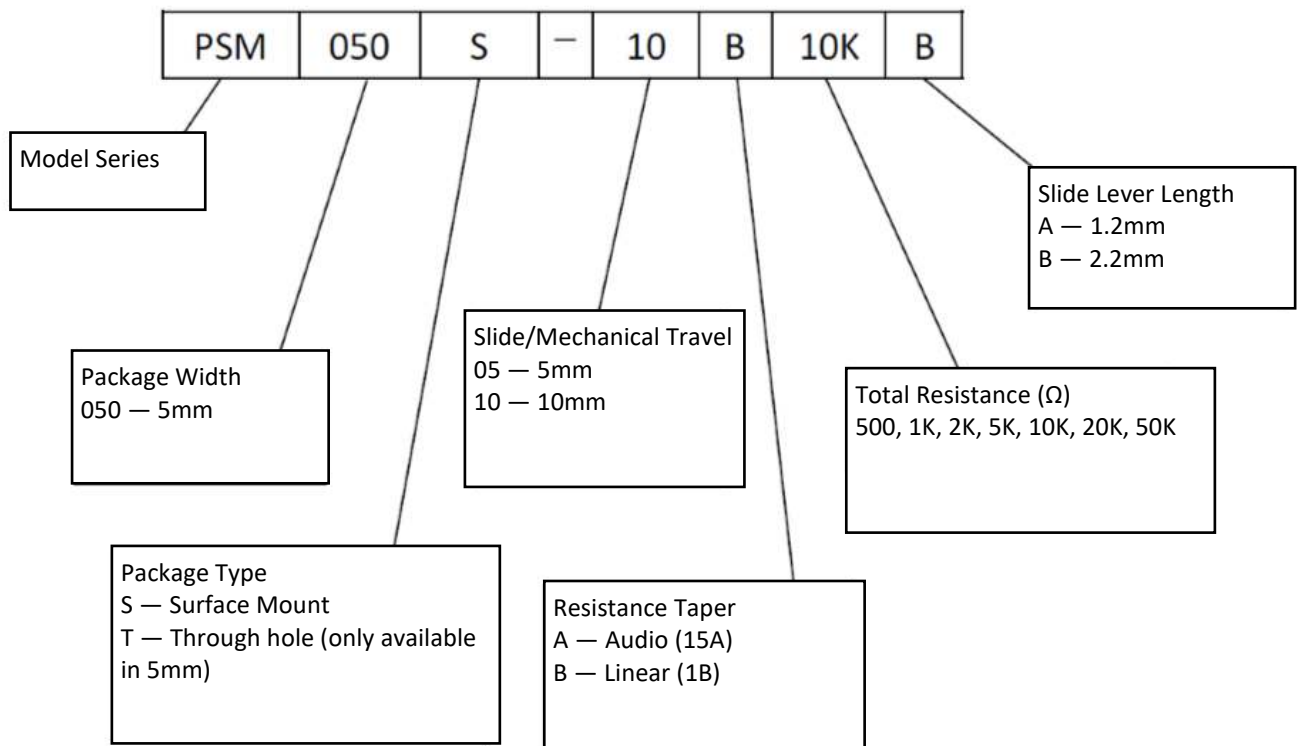 PSM 050 S – 10 B 10K B
Model Series
Slide Lever Length
A — 1.2mm
B — 2.2mm
Package Width
050 — 5mm
Slide/Mechanical Travel
05 — 5mm
10 — 10mm
Total Resistance (Ω)
500, 1K, 2K, 5K, 10K, 20K, 50K
Package Type
S — Surface Mount
T — Through hole (only available
in 5mm)
Resistance Taper
A — Audio (15A)
B — Linear (1B)